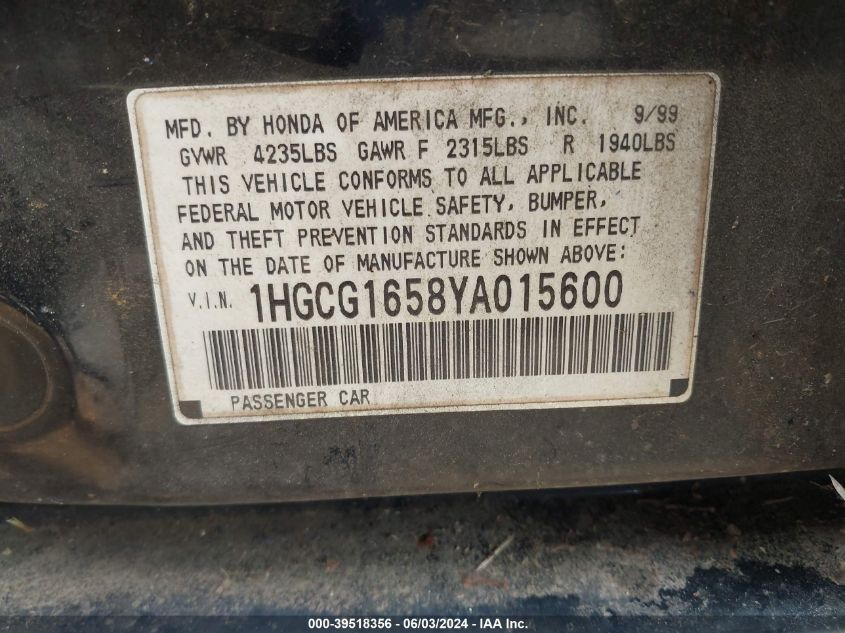 MFD. BY HONDA OF AMERICA MFG., INC. 9/99
GVWR 4235LBS GAWR F 2315LBS R 1940LBS
THIS VEHICLE CONFORMS TO ALL APPLICABLE
FEDERAL MOTOR VEHICLE SAFETY, BUMPER,
AND THEFT PREVENTION STANDARDS IN EFFECT
ON THE DATE OF MANUFACTURE SHOWN ABOVE:
V.I.N. 1HGCG1658YA015600
PASSENGER CAR
000-39518356 - 06/03/2024 - IAA Inc.